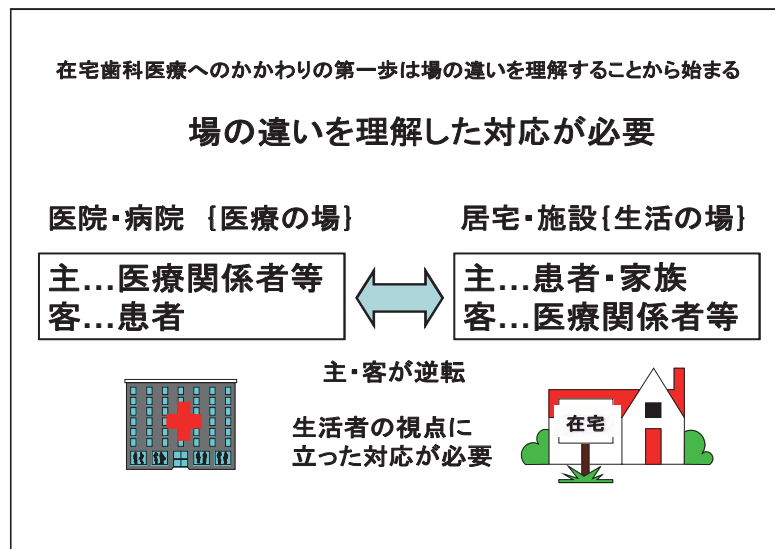 在宅歯科医療へのかかわりの第一歩は場の違いを理解することから始まる
場の違いを理解した対応が必要
医院・病院 {医療の場}
居宅・施設{生活の場}
主…医療関係者等
客…患者
主…患者・家族
客…医療関係者等
主・客が逆転
生活者の視点に
立った対応が必要
在宅